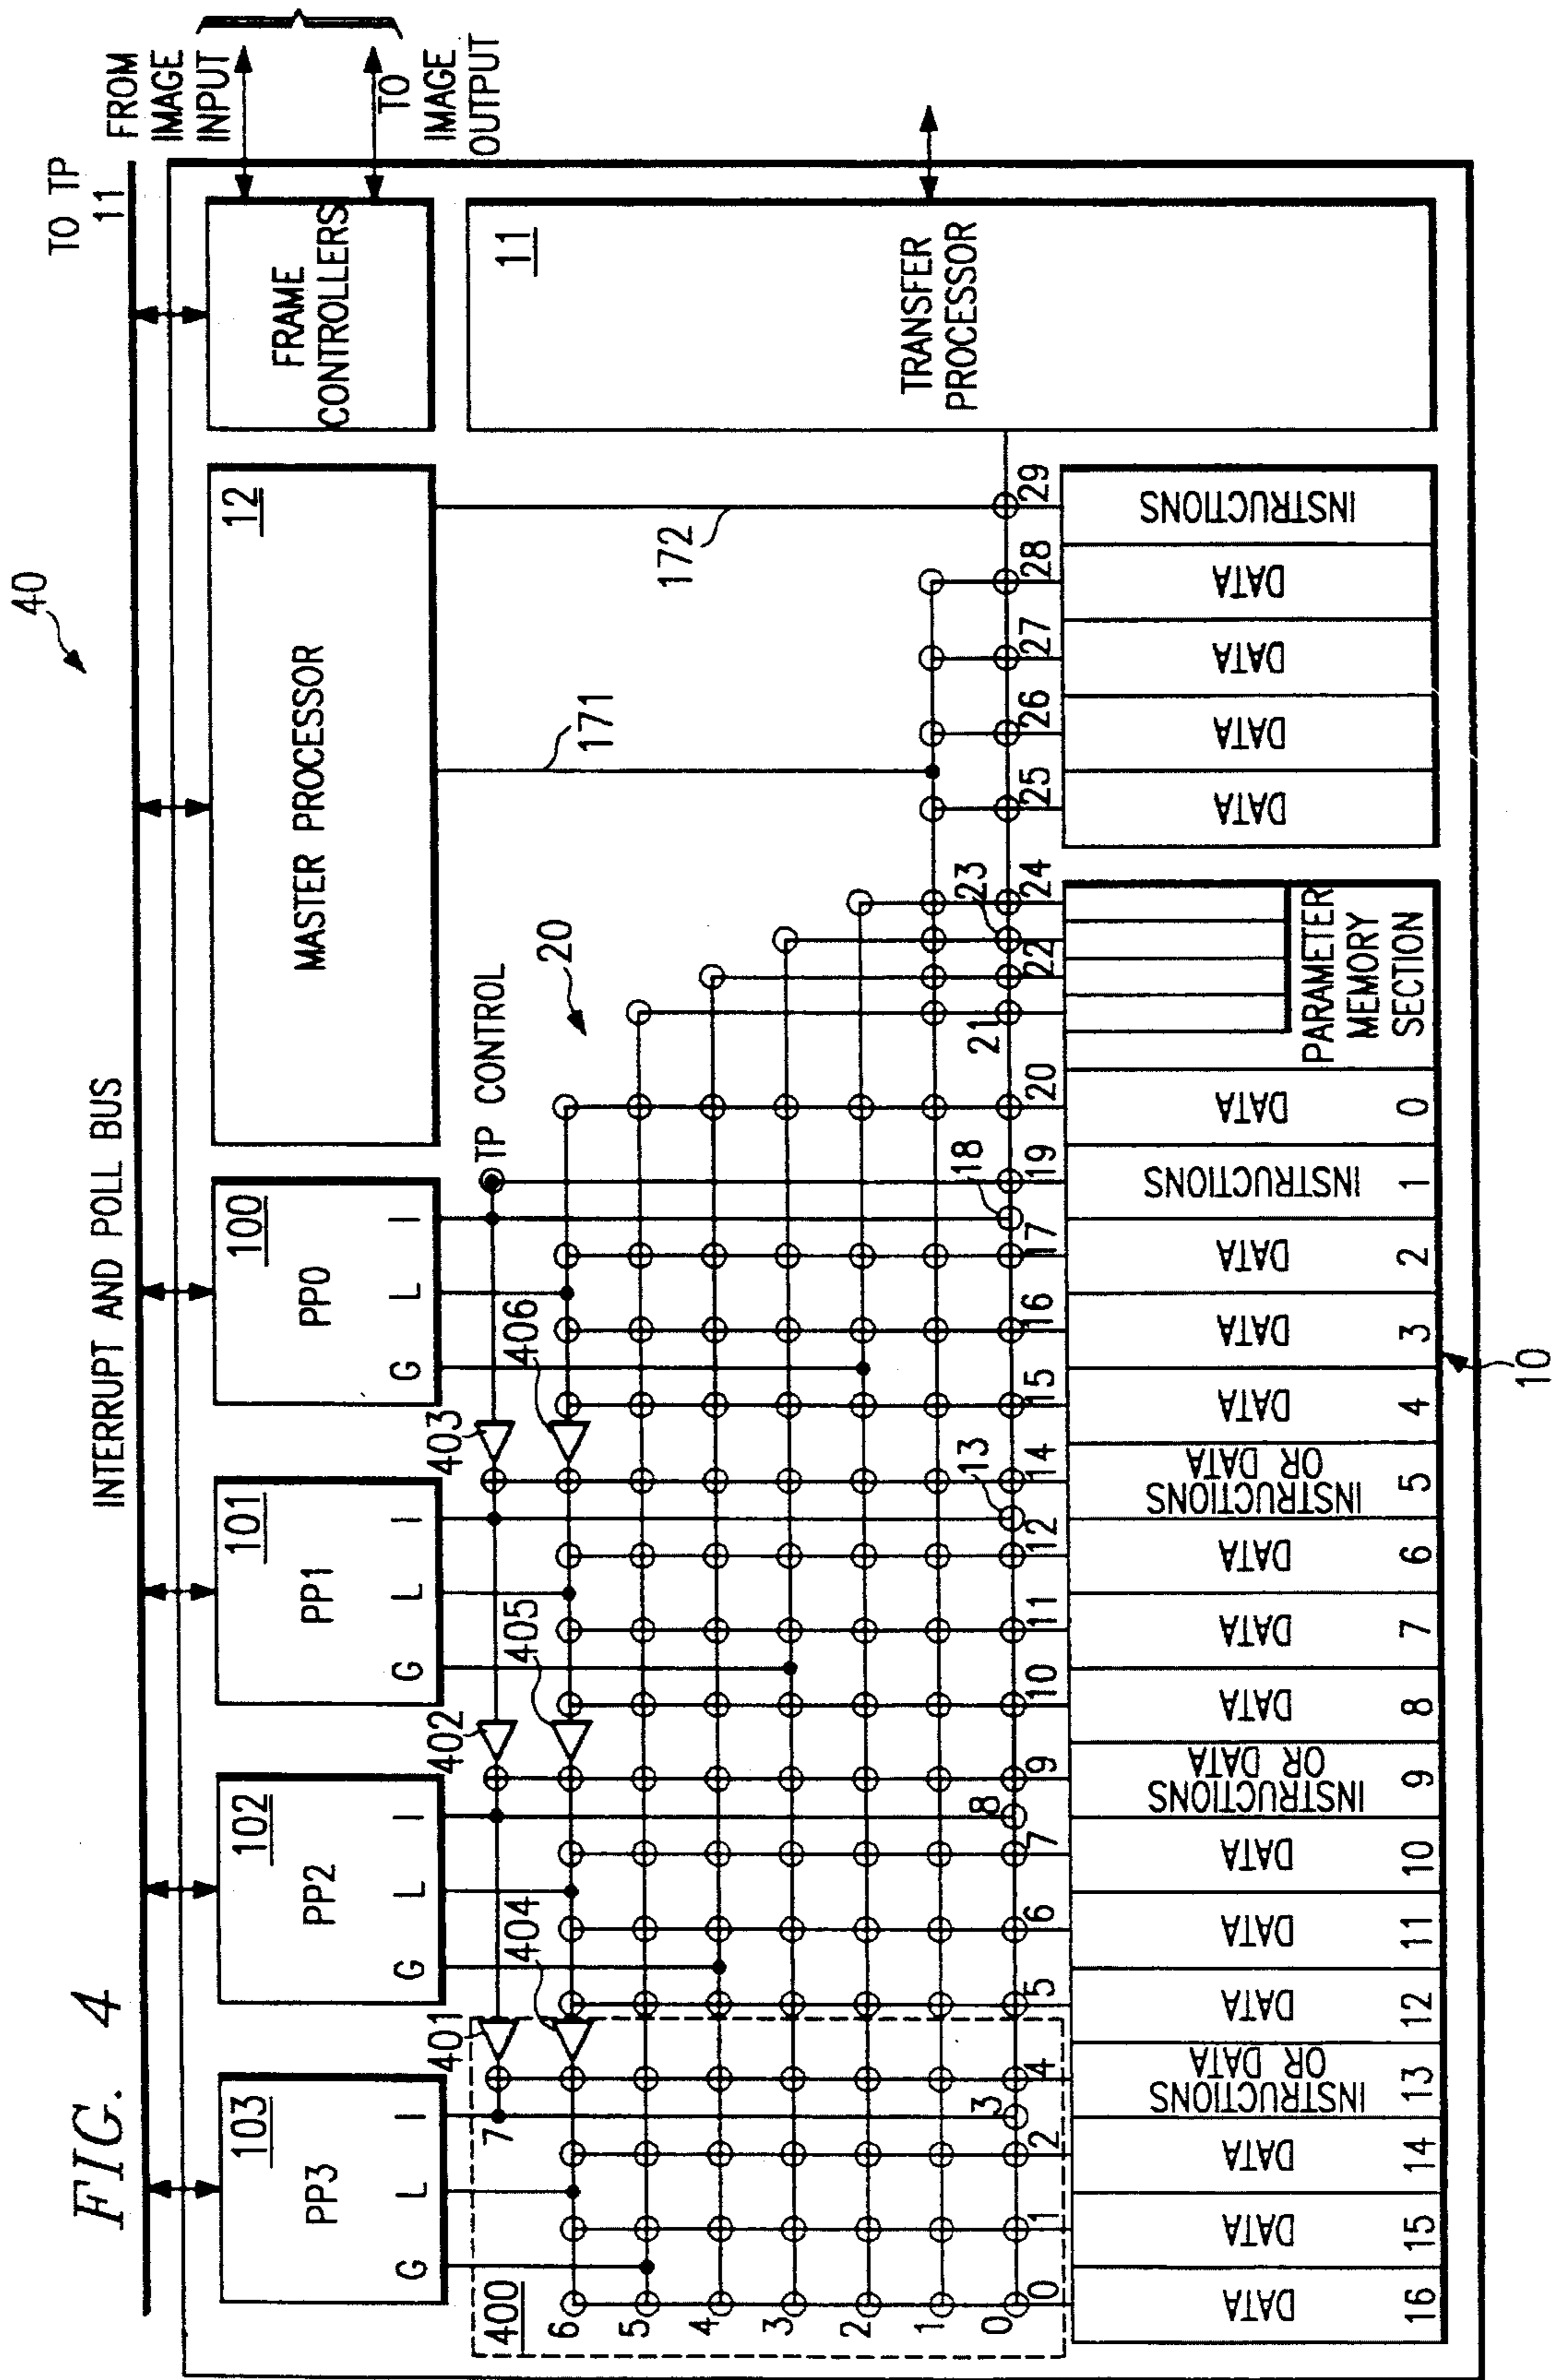 FIG. 4
40
INTERRUPT AND POLL BUS
TO TP
11
FROM
IMAGE
INPUT
TO
IMAGE
OUTPUT
103
PP3
G L I
102
PP2
G L I
101
PP1
G L I
100
PP0
G L I
12
MASTER PROCESSOR
FRAME
CONTROLLERS
11
TRANSFER
PROCESSOR
TP CONTROL
20
171
172
401
402
403
404
405
406
400
7
6
5
4
3
2
1
0
0 1 2 3 4 5 6 7 8 9 10 11 12 13 14 15 16 17 18 19 20 21 22 23 24 25 26 27 28 29
DATA
16
DATA
15
DATA
14
INSTRUCTIONS
OR DATA
13
DATA
12
DATA
11
DATA
10
INSTRUCTIONS
OR DATA
9
DATA
8
DATA
7
DATA
6
INSTRUCTIONS
OR DATA
5
DATA
4
DATA
3
DATA
2
INSTRUCTIONS
1
DATA
0
PARAMETER
MEMORY
SECTION
DATA
DATA
DATA
DATA
INSTRUCTIONS
10